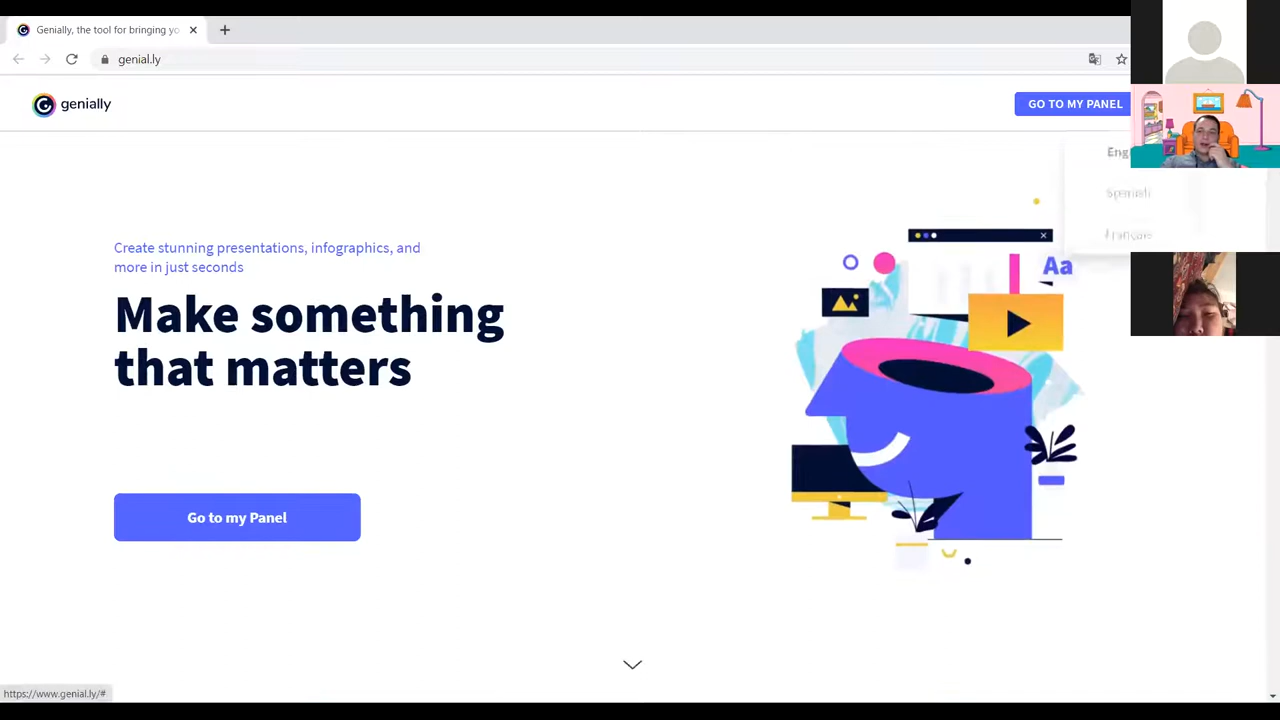 Genially, the tool for bringing yo
genial.ly
genially
GO TO MY PANEL
Eng
Français
Create stunning presentations, infographics, and
more in just seconds
Aa
Make something
that matters
Go to my Panel
https://www.genial.ly/#